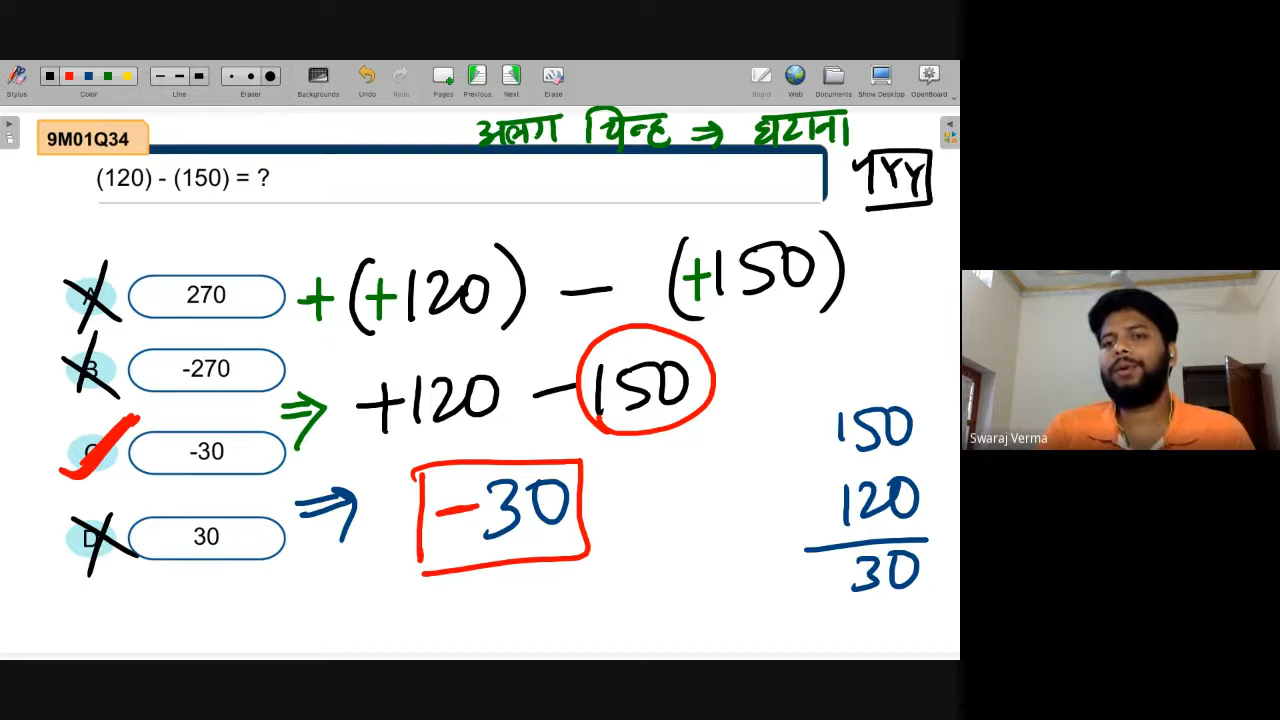 Stylus Color Line Eraser Backgrounds Undo Redo Pages Previous Next Erase Board Web Documents Show Desktop OpenBoard
अलग चिन्ह ⇒ घटाना
9M01Q34
(120) - (150) = ?
A 270
+(+120) - (+150)
B -270
⇒ +120 - 150
C -30
⇒ -30
D 30
150
120
30
Swaraj Verma